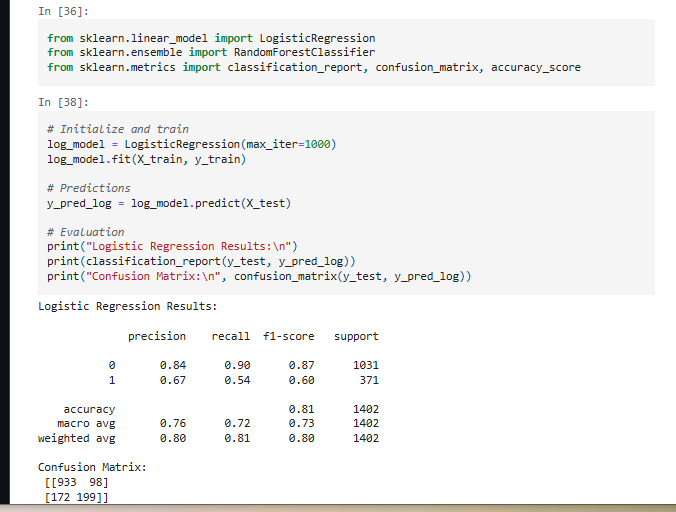 In [36]:
from sklearn.linear_model import LogisticRegression
from sklearn.ensemble import RandomForestClassifier
from sklearn.metrics import classification_report, confusion_matrix, accuracy_score
In [38]:
# Initialize and train
log_model = LogisticRegression(max_iter=1000)
log_model.fit(X_train, y_train)
# Predictions
y_pred_log = log_model.predict(X_test)
# Evaluation
print("Logistic Regression Results:\n")
print(classification_report(y_test, y_pred_log))
print("Confusion Matrix:\n", confusion_matrix(y_test, y_pred_log))
Logistic Regression Results:
precision recall f1-score support
0 0.84 0.90 0.87 1031
1 0.67 0.54 0.60 371
accuracy 0.81 1402
macro avg 0.76 0.72 0.73 1402
weighted avg 0.80 0.81 0.80 1402
Confusion Matrix:
[[933 98]
[172 199]]